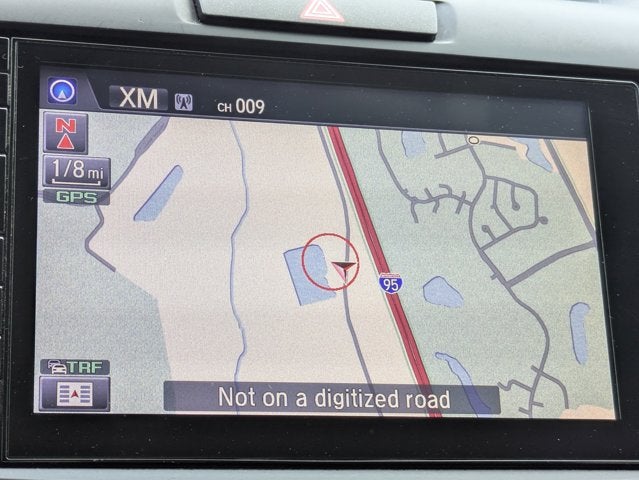 XM CH 009
N
1/8 mi
GPS
95
TRF
Not on a digitized road